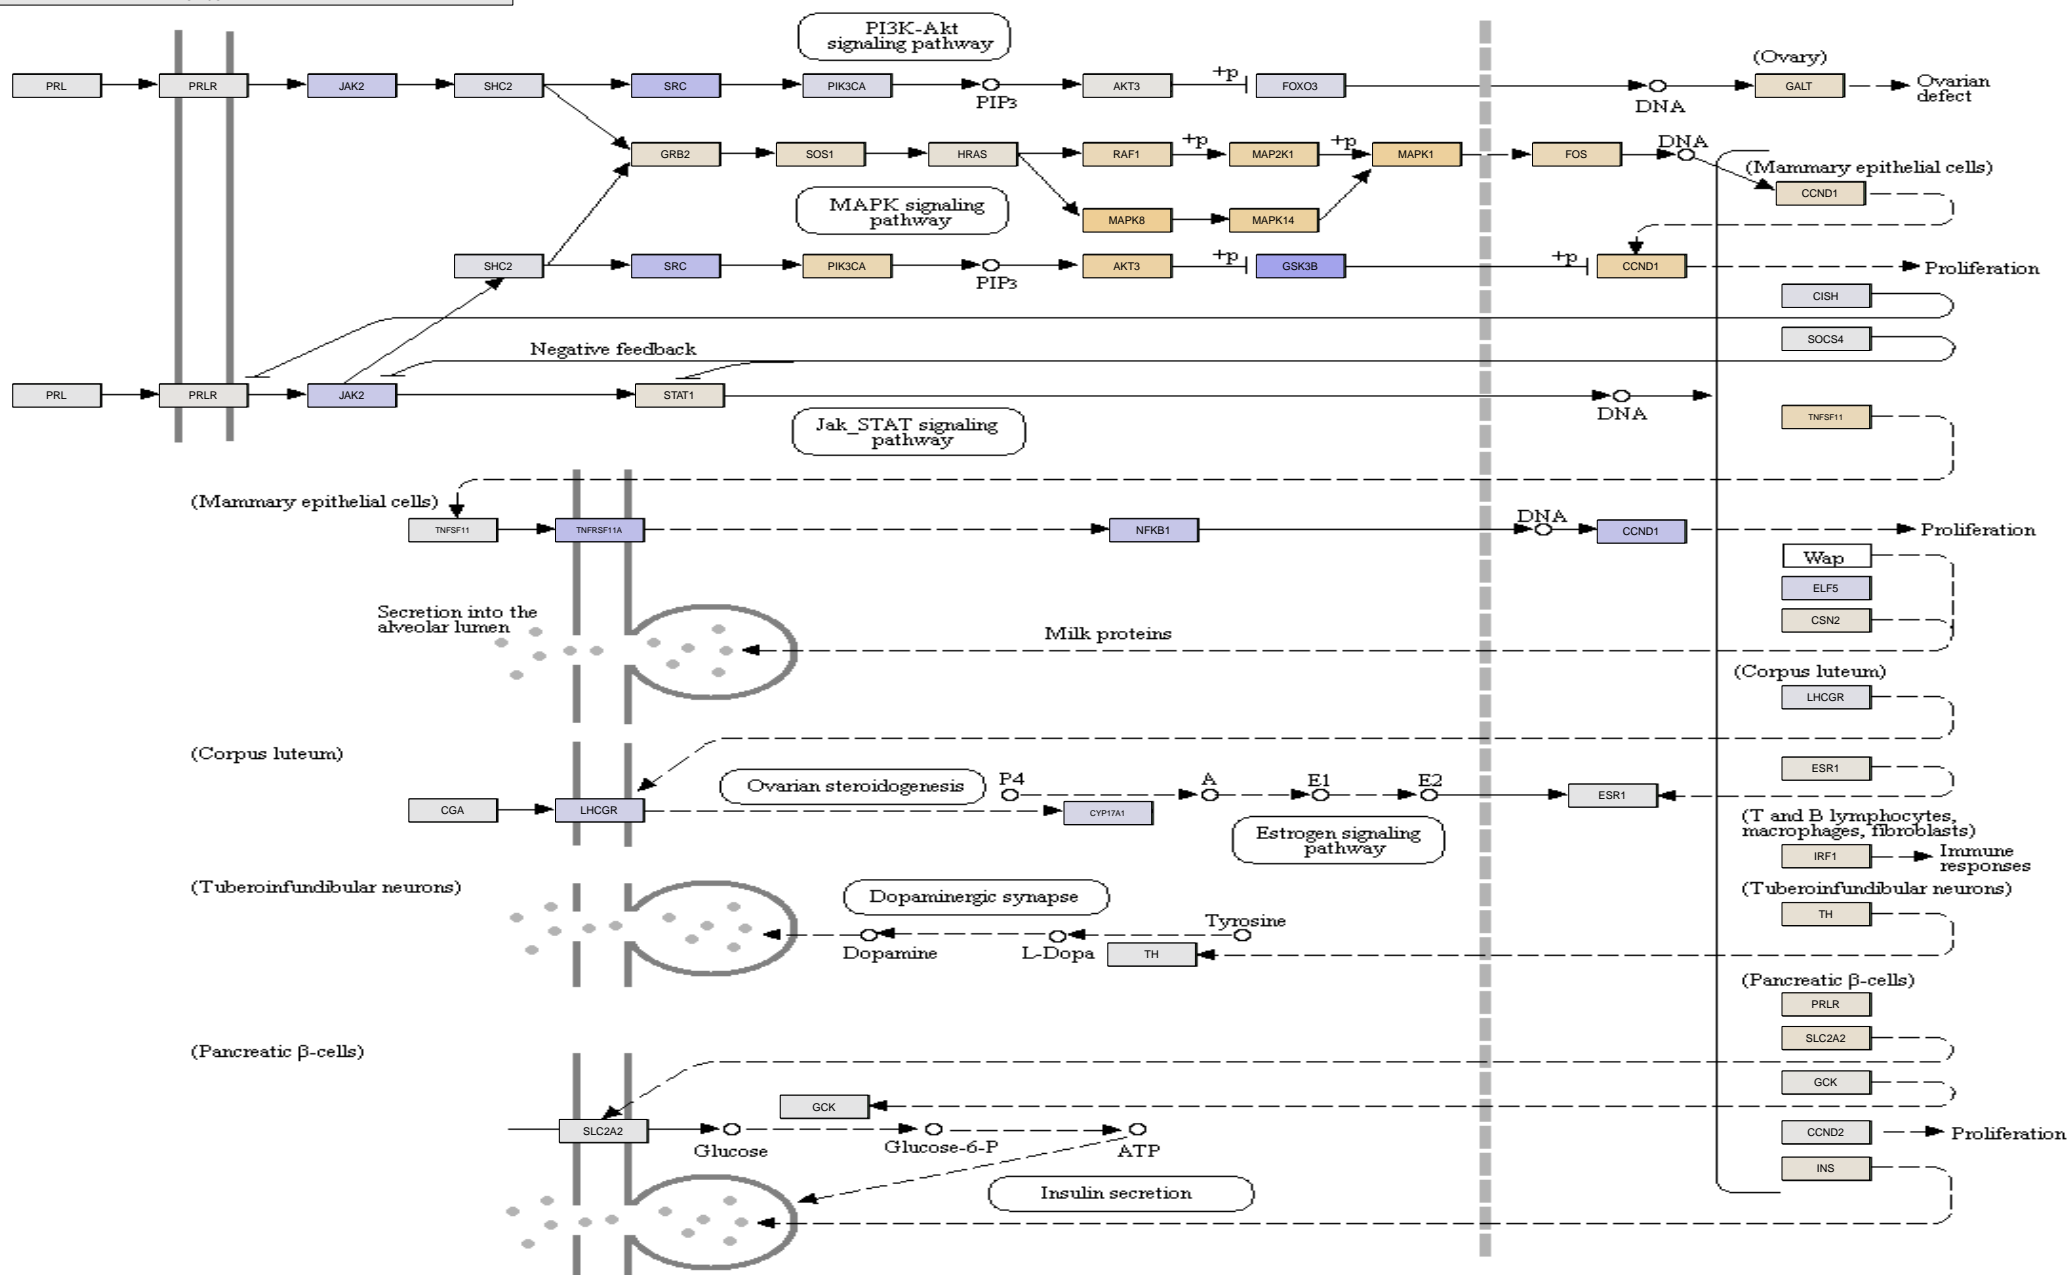 PI3K-Akt
signaling pathway
(Ovary)
PRL
PRLR
JAK2
SHC2
SRC
PIK3CA
PIP3
AKT3
+p
FOXO3
DNA
GALT
Ovarian
defect
GRB2
SOS1
HRAS
RAF1
+p
MAP2K1
+p
MAPK1
FOS
DNA
(Mammary epithelial cells)
CCND1
MAPK signaling
pathway
MAPK8
MAPK14
SHC2
SRC
PIK3CA
PIP3
AKT3
+p
GSK3B
+p
CCND1
Proliferation
CISH
SOCS4
Negative feedback
PRL
PRLR
JAK2
STAT1
DNA
Jak_STAT signaling
pathway
TNFSF11
(Mammary epithelial cells)
TNFSF11
TNFRSF11A
NFKB1
DNA
CCND1
Proliferation
Wap
ELF5
CSN2
Secretion into the
alveolar lumen
Milk proteins
(Corpus luteum)
LHCGR
(Corpus luteum)
CGA
LHCGR
Ovarian steroidogenesis
P4
CYP17A1
A
E1
E2
ESR1
ESR1
Estrogen signaling
pathway
(T and B lymphocytes,
macrophages, fibroblasts)
IRF1
Immune
responses
(Tuberoinfundibular neurons)
Dopaminergic synapse
(Tuberoinfundibular neurons)
TH
Tyrosine
Dopamine
L-Dopa
TH
(Pancreatic β-cells)
PRLR
SLC2A2
(Pancreatic β-cells)
GCK
GCK
SLC2A2
Glucose
Glucose-6-P
ATP
CCND2
Proliferation
INS
Insulin secretion